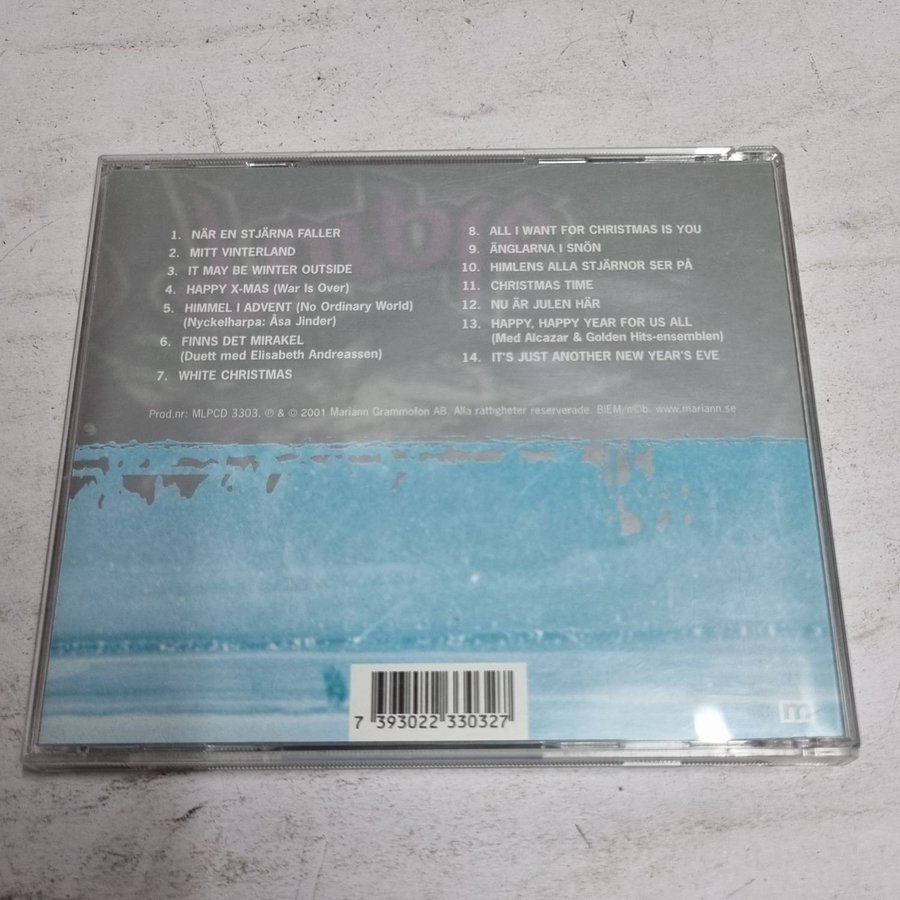 1. NÄR EN STJÄRNA FALLER
2. MITT VINTERLAND
3. IT MAY BE WINTER OUTSIDE
4. HAPPY X-MAS (War Is Over)
5. HIMMEL I ADVENT (No Ordinary World)
(Nyckelharpa: Åsa Jinder)
6. FINNS DET MIRAKEL
(Duett med Elisabeth Andreassen)
7. WHITE CHRISTMAS
8. ALL I WANT FOR CHRISTMAS IS YOU
9. ÄNGLARNA I SNÖN
10. HIMLENS ALLA STJÄRNOR SER PÅ
11. CHRISTMAS TIME
12. NU ÄR JULEN HÄR
13. HAPPY, HAPPY YEAR FOR US ALL
(Med Alcazar & Golden Hits-ensemblen)
14. IT'S JUST ANOTHER NEW YEAR'S EVE
Prod.nr: MLPCD 3303. ℗ & © 2001 Mariann Grammofon AB. Alla rättigheter reserverade. BIEM/n©b. www.mariann.se
7 393022 330327
m